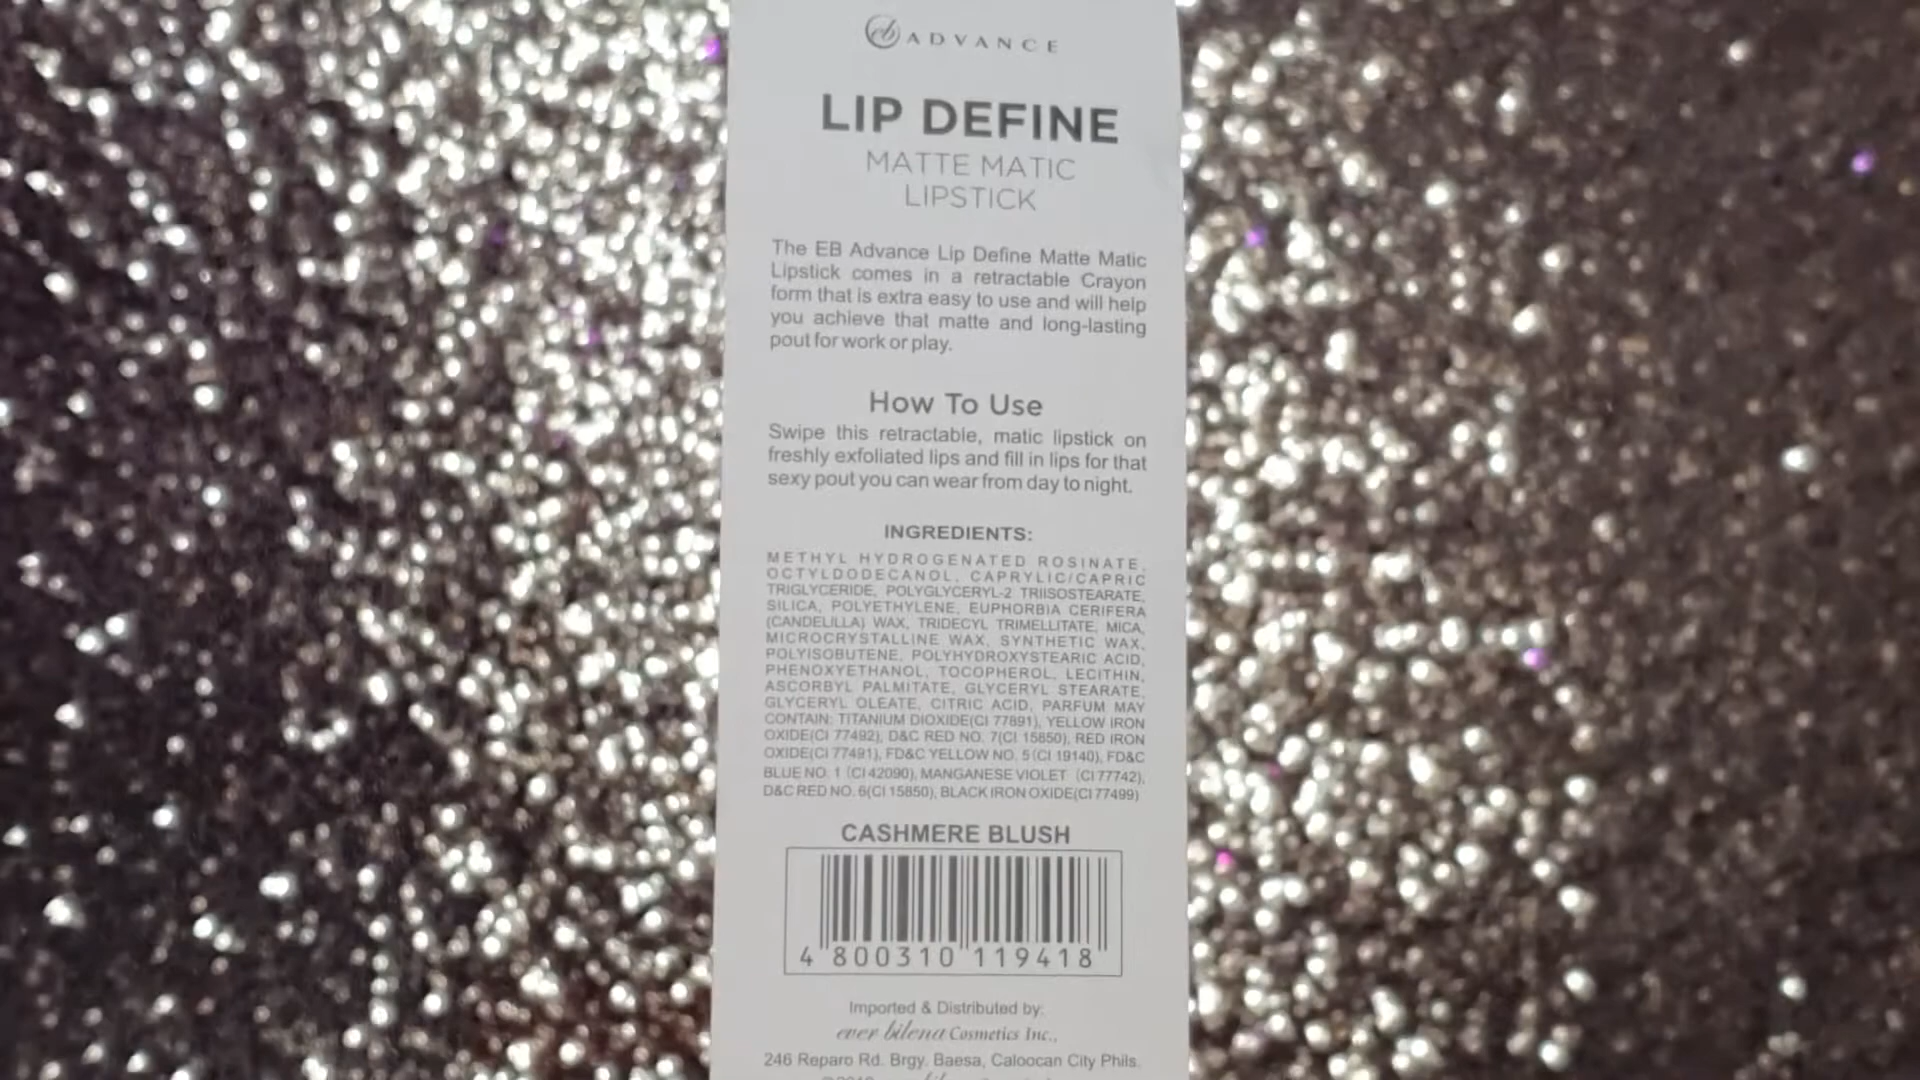 eb ADVANCE
LIP DEFINE
MATTE MATIC
LIPSTICK
The EB Advance Lip Define Matte Matic
Lipstick comes in a retractable Crayon
form that is extra easy to use and will help
you achieve that matte and long-lasting
pout for work or play.
How To Use
Swipe this retractable, matic lipstick on
freshly exfoliated lips and fill in lips for that
sexy pout you can wear from day to night.
INGREDIENTS:
METHYL HYDROGENATED ROSINATE,
OCTYLDODECANOL, CAPRYLIC/CAPRIC
TRIGLYCERIDE, POLYGLYCERYL-2 TRIISOSTEARATE,
SILICA, POLYETHYLENE, EUPHORBIA CERIFERA
(CANDELILLA) WAX, TRIDECYL TRIMELLITATE, MICA,
MICROCRYSTALLINE WAX, SYNTHETIC WAX,
POLYISOBUTENE, POLYHYDROXYSTEARIC ACID,
PHENOXYETHANOL, TOCOPHEROL, LECITHIN,
ASCORBYL PALMITATE, GLYCERYL STEARATE,
GLYCERYL OLEATE, CITRIC ACID, PARFUM MAY
CONTAIN: TITANIUM DIOXIDE(CI 77891), YELLOW IRON
OXIDE(CI 77492), D&C RED NO. 7(CI 15850), RED IRON
OXIDE(CI 77491), FD&C YELLOW NO. 5 (CI 19140), FD&C
BLUE NO. 1 (CI 42090), MANGANESE VIOLET (CI 77742),
D&C RED NO. 6(CI 15850), BLACK IRON OXIDE(CI 77499)
CASHMERE BLUSH
4 800310 119418
Imported & Distributed by:
ever bilena Cosmetics Inc.,
246 Reparo Rd. Brgy. Baesa, Caloocan City Phils.